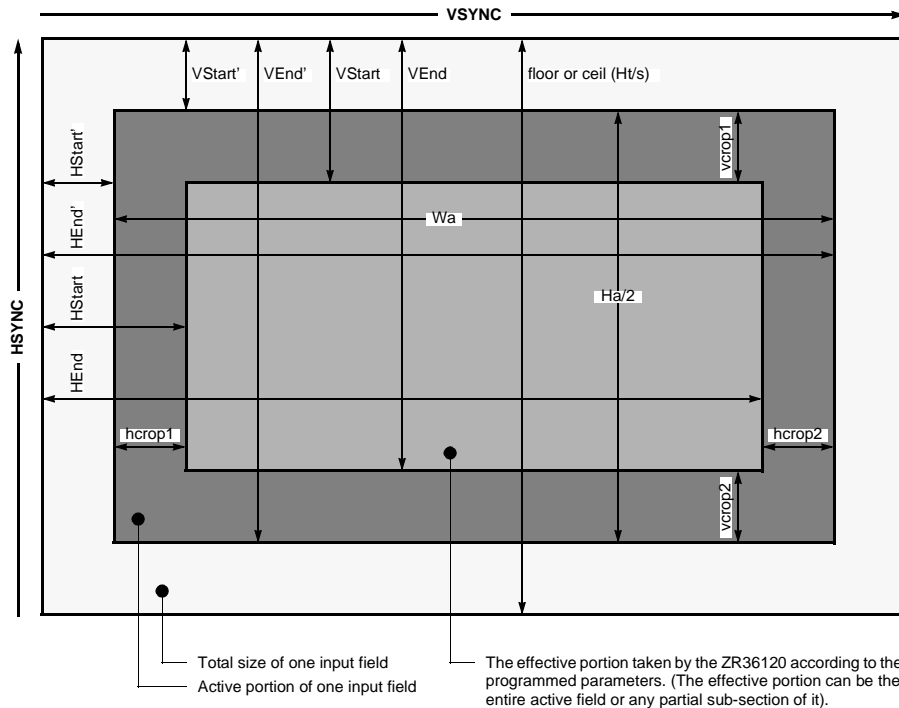 VSYNC
HSYNC
VStart’
VEnd’
VStart
VEnd
floor or ceil (Ht/s)
HStart’
vcrop1
Wa
HEnd’
HStart
Ha/2
HEnd
hcrop1
hcrop2
vcrop2
Total size of one input field
Active portion of one input field
The effective portion taken by the ZR36120 according to the
programmed parameters. (The effective portion can be the
entire active field or any partial sub-section of it).